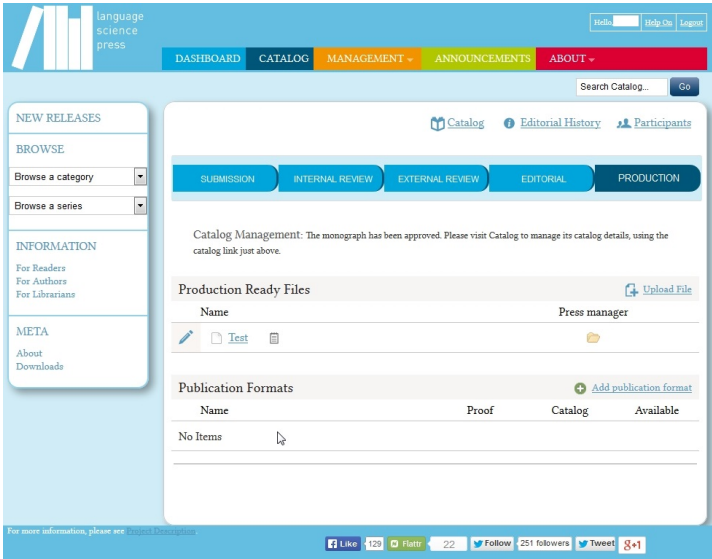 language
science
press
Hello, Help On Logout
DASHBOARD CATALOG MANAGEMENT ANNOUNCEMENTS ABOUT
Search Catalog... Go
NEW RELEASES
BROWSE
Browse a category
Browse a series
INFORMATION
For Readers
For Authors
For Librarians
META
About
Downloads
Catalog Editorial History Participants
SUBMISSION INTERNAL REVIEW EXTERNAL REVIEW EDITORIAL PRODUCTION
Catalog Management: The monograph has been approved. Please visit Catalog to manage its catalog details, using the
catalog link just above.
Production Ready Files Upload File
Name Press manager
Test
Publication Formats Add publication format
Name Proof Catalog Available
No Items
For more information, please see Project Description.
Like 129 Flattr 22 Follow 251 followers Tweet g+1